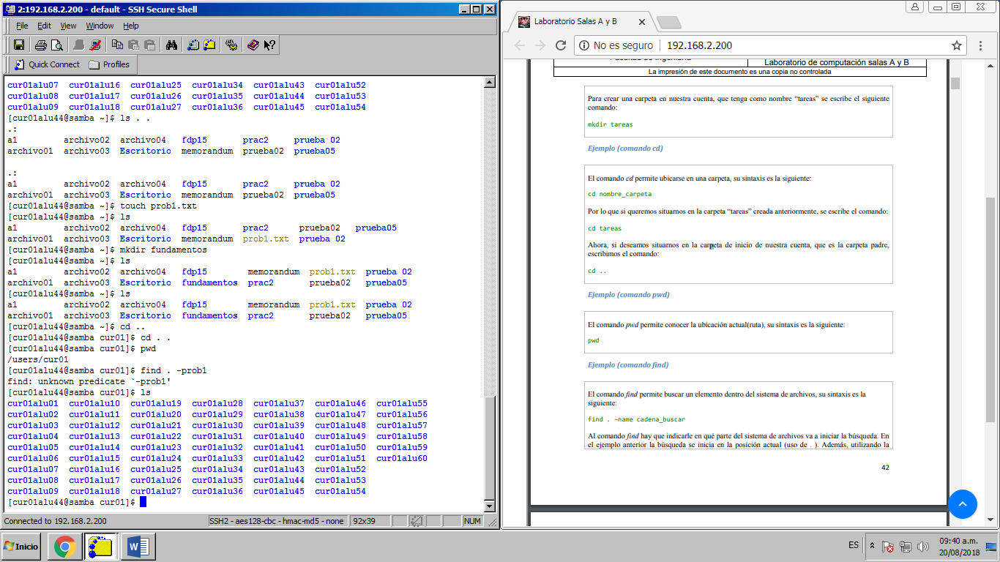 2:192.168.2.200 - default - SSH Secure Shell
File Edit View Window Help
Quick Connect Profiles
cur01alu07  cur01alu16  cur01alu25  cur01alu34  cur01alu43  cur01alu52
cur01alu08  cur01alu17  cur01alu26  cur01alu35  cur01alu44  cur01alu53
cur01alu09  cur01alu18  cur01alu27  cur01alu36  cur01alu45  cur01alu54
[cur01alu44@samba ~]$ ls . .
.:
a1         archivo02  archivo04   fdp15       prac2     prueba 02
archivo01  archivo03  Escritorio  memorandum  prueba02  prueba05
.:
a1         archivo02  archivo04   fdp15       prac2     prueba 02
archivo01  archivo03  Escritorio  memorandum  prueba02  prueba05
[cur01alu44@samba ~]$ touch prob1.txt
[cur01alu44@samba ~]$ ls
a1         archivo02  archivo04   fdp15       prac2      prueba02   prueba05
archivo01  archivo03  Escritorio  memorandum  prob1.txt  prueba 02
[cur01alu44@samba ~]$ mkdir fundamentos
[cur01alu44@samba ~]$ ls
a1         archivo02  archivo04   fdp15        memorandum  prob1.txt  prueba 02
archivo01  archivo03  Escritorio  fundamentos  prac2       prueba02   prueba05
[cur01alu44@samba ~]$ ls
a1         archivo02  archivo04   fdp15        memorandum  prob1.txt  prueba 02
archivo01  archivo03  Escritorio  fundamentos  prac2       prueba02   prueba05
[cur01alu44@samba ~]$ cd ..
[cur01alu44@samba cur01]$ cd . .
[cur01alu44@samba cur01]$ pwd
/users/cur01
[cur01alu44@samba cur01]$ find . -prob1
find: unknown predicate `-prob1'
[cur01alu44@samba cur01]$ ls
cur01alu01  cur01alu10  cur01alu19  cur01alu28  cur01alu37  cur01alu46  cur01alu55
cur01alu02  cur01alu11  cur01alu20  cur01alu29  cur01alu38  cur01alu47  cur01alu56
cur01alu03  cur01alu12  cur01alu21  cur01alu30  cur01alu39  cur01alu48  cur01alu57
cur01alu04  cur01alu13  cur01alu22  cur01alu31  cur01alu40  cur01alu49  cur01alu58
cur01alu05  cur01alu14  cur01alu23  cur01alu32  cur01alu41  cur01alu50  cur01alu59
cur01alu06  cur01alu15  cur01alu24  cur01alu33  cur01alu42  cur01alu51  cur01alu60
cur01alu07  cur01alu16  cur01alu25  cur01alu34  cur01alu43  cur01alu52
cur01alu08  cur01alu17  cur01alu26  cur01alu35  cur01alu44  cur01alu53
cur01alu09  cur01alu18  cur01alu27  cur01alu36  cur01alu45  cur01alu54
[cur01alu44@samba cur01]$
Connected to 192.168.2.200 SSH2 - aes128-cbc - hmac-md5 - none 92x39 NUM
Laboratorio Salas A y B
No es seguro 192.168.2.200
Facultad de Ingeniería Laboratorio de computación salas A y B
La impresión de este documento es una copia no controlada
Para crear una carpeta en nuestra cuenta, que tenga como nombre “tareas” se escribe el siguiente
comando:
mkdir tareas
Ejemplo (comando cd)
El comando cd permite ubicarse en una carpeta, su sintaxis es la siguiente:
cd nombre_carpeta
Por lo que si queremos situarnos en la carpeta “tareas” creada anteriormente, se escribe el comando:
cd tareas
Ahora, si deseamos situarnos en la carpeta de inicio de nuestra cuenta, que es la carpeta padre,
escribimos el comando:
cd ..
Ejemplo (comando pwd)
El comando pwd permite conocer la ubicación actual(ruta), su sintaxis es la siguiente:
pwd
Ejemplo (comando find)
El comando find permite buscar un elemento dentro del sistema de archivos, su sintaxis es la
siguiente:
find . –name cadena_buscar
Al comando find hay que indicarle en qué parte del sistema de archivos va a iniciar la búsqueda. En
el ejemplo anterior la búsqueda se inicia en la posición actual (uso de . ). Además, utilizando la
42
Inicio
ES
09:40 a.m.
20/08/2018